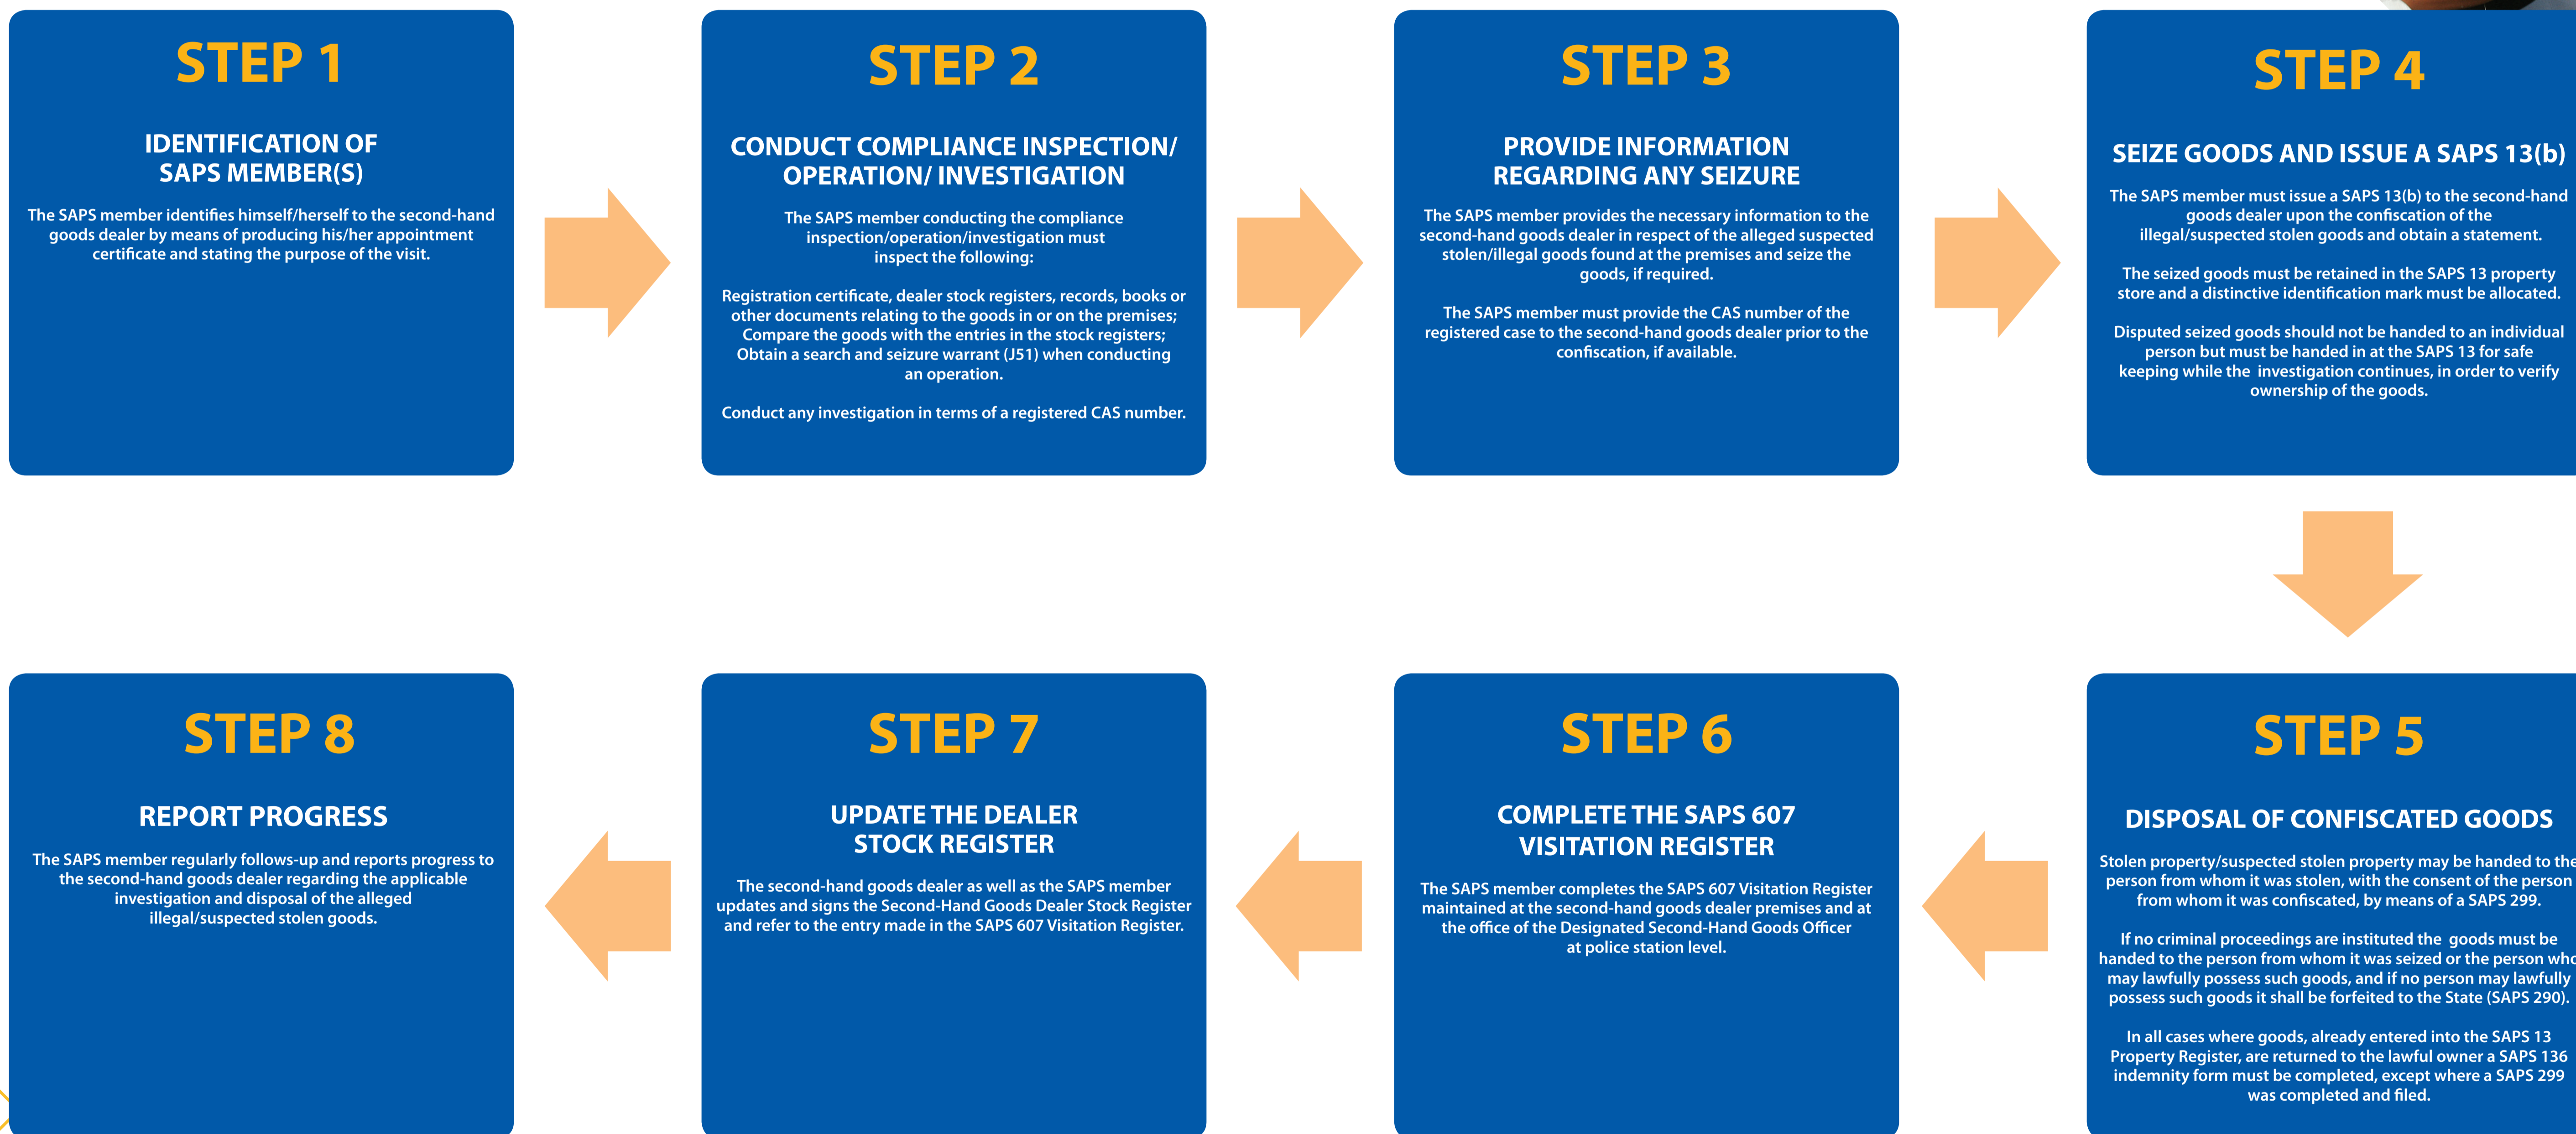 STEP 1
IDENTIFICATION OF
SAPS MEMBER(S)
The SAPS member identifies himself/herself to the second-hand
goods dealer by means of producing his/her appointment
certificate and stating the purpose of the visit.
STEP 2
CONDUCT COMPLIANCE INSPECTION/
OPERATION/ INVESTIGATION
The SAPS member conducting the compliance
inspection/operation/investigation must
inspect the following:
Registration certificate, dealer stock registers, records, books or
other documents relating to the goods in or on the premises;
Compare the goods with the entries in the stock registers;
Obtain a search and seizure warrant (J51) when conducting
an operation.
Conduct any investigation in terms of a registered CAS number.
STEP 3
PROVIDE INFORMATION
REGARDING ANY SEIZURE
The SAPS member provides the necessary information to the
second-hand goods dealer in respect of the alleged suspected
stolen/illegal goods found at the premises and seize the
goods, if required.
The SAPS member must provide the CAS number of the
registered case to the second-hand goods dealer prior to the
confiscation, if available.
STEP 4
SEIZE GOODS AND ISSUE A SAPS 13(b)
The SAPS member must issue a SAPS 13(b) to the second-hand
goods dealer upon the confiscation of the
illegal/suspected stolen goods and obtain a statement.
The seized goods must be retained in the SAPS 13 property
store and a distinctive identification mark must be allocated.
Disputed seized goods should not be handed to an individual
person but must be handed in at the SAPS 13 for safe
keeping while the investigation continues, in order to verify
ownership of the goods.
STEP 5
DISPOSAL OF CONFISCATED GOODS
Stolen property/suspected stolen property may be handed to the
person from whom it was stolen, with the consent of the person
from whom it was confiscated, by means of a SAPS 299.
If no criminal proceedings are instituted the goods must be
handed to the person from whom it was seized or the person who
may lawfully possess such goods, and if no person may lawfully
possess such goods it shall be forfeited to the State (SAPS 290).
In all cases where goods, already entered into the SAPS 13
Property Register, are returned to the lawful owner a SAPS 136
indemnity form must be completed, except where a SAPS 299
was completed and filed.
STEP 6
COMPLETE THE SAPS 607
VISITATION REGISTER
The SAPS member completes the SAPS 607 Visitation Register
maintained at the second-hand goods dealer premises and at
the office of the Designated Second-Hand Goods Officer
at police station level.
STEP 7
UPDATE THE DEALER
STOCK REGISTER
The second-hand goods dealer as well as the SAPS member
updates and signs the Second-Hand Goods Dealer Stock Register
and refer to the entry made in the SAPS 607 Visitation Register.
STEP 8
REPORT PROGRESS
The SAPS member regularly follows-up and reports progress to
the second-hand goods dealer regarding the applicable
investigation and disposal of the alleged
illegal/suspected stolen goods.